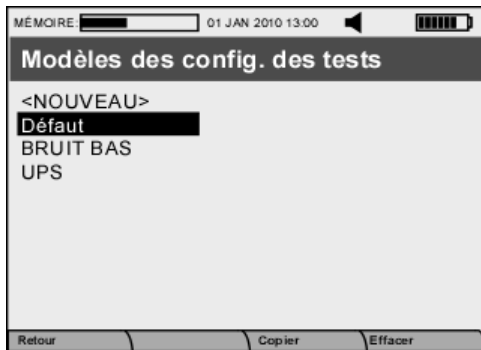 MÉMOIRE: 01 JAN 2010 13:00
Modèles des config. des tests
<NOUVEAU>
Défaut
BRUIT BAS
UPS
Retour Copier Effacer